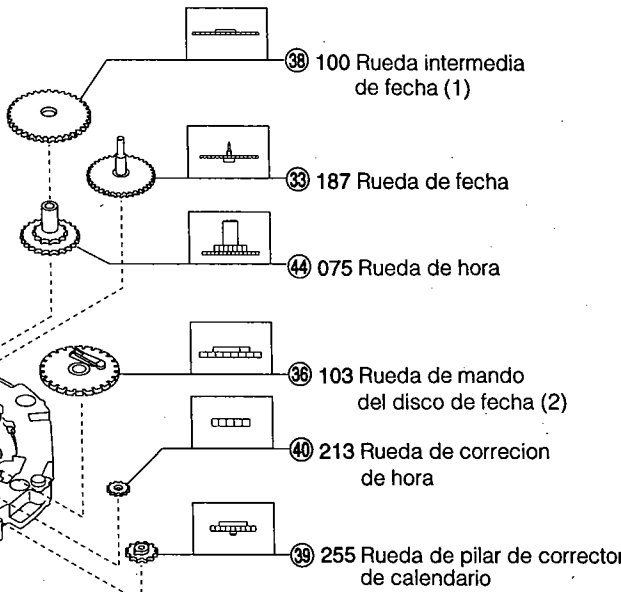 ㊳ 100 Rueda intermedia
de fecha (1)
㉝ 187 Rueda de fecha
㊹ 075 Rueda de hora
㊱ 103 Rueda de mando
del disco de fecha (2)
㊵ 213 Rueda de correcion
de hora
㊴ 255 Rueda de pilar de corrector
de calendario